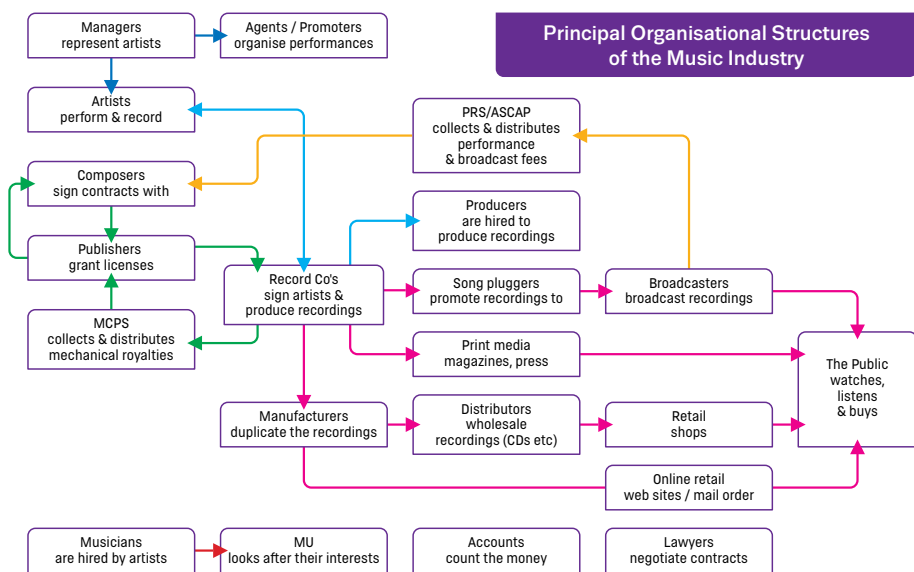 Principal Organisational Structures
of the Music Industry
Managers
represent artists
Agents / Promoters
organise performances
Artists
perform & record
PRS/ASCAP
collects & distributes
performance
& broadcast fees
Composers
sign contracts with
Producers
are hired to
produce recordings
Publishers
grant licenses
Record Co's
sign artists &
produce recordings
Song pluggers
promote recordings to
Broadcasters
broadcast recordings
MCPS
collects & distributes
mechanical royalties
Print media
magazines, press
The Public
watches,
listens
& buys
Manufacturers
duplicate the recordings
Distributors
wholesale
recordings (CDs etc)
Retail
shops
Online retail
web sites / mail order
Musicians
are hired by artists
MU
looks after their interests
Accounts
count the money
Lawyers
negotiate contracts